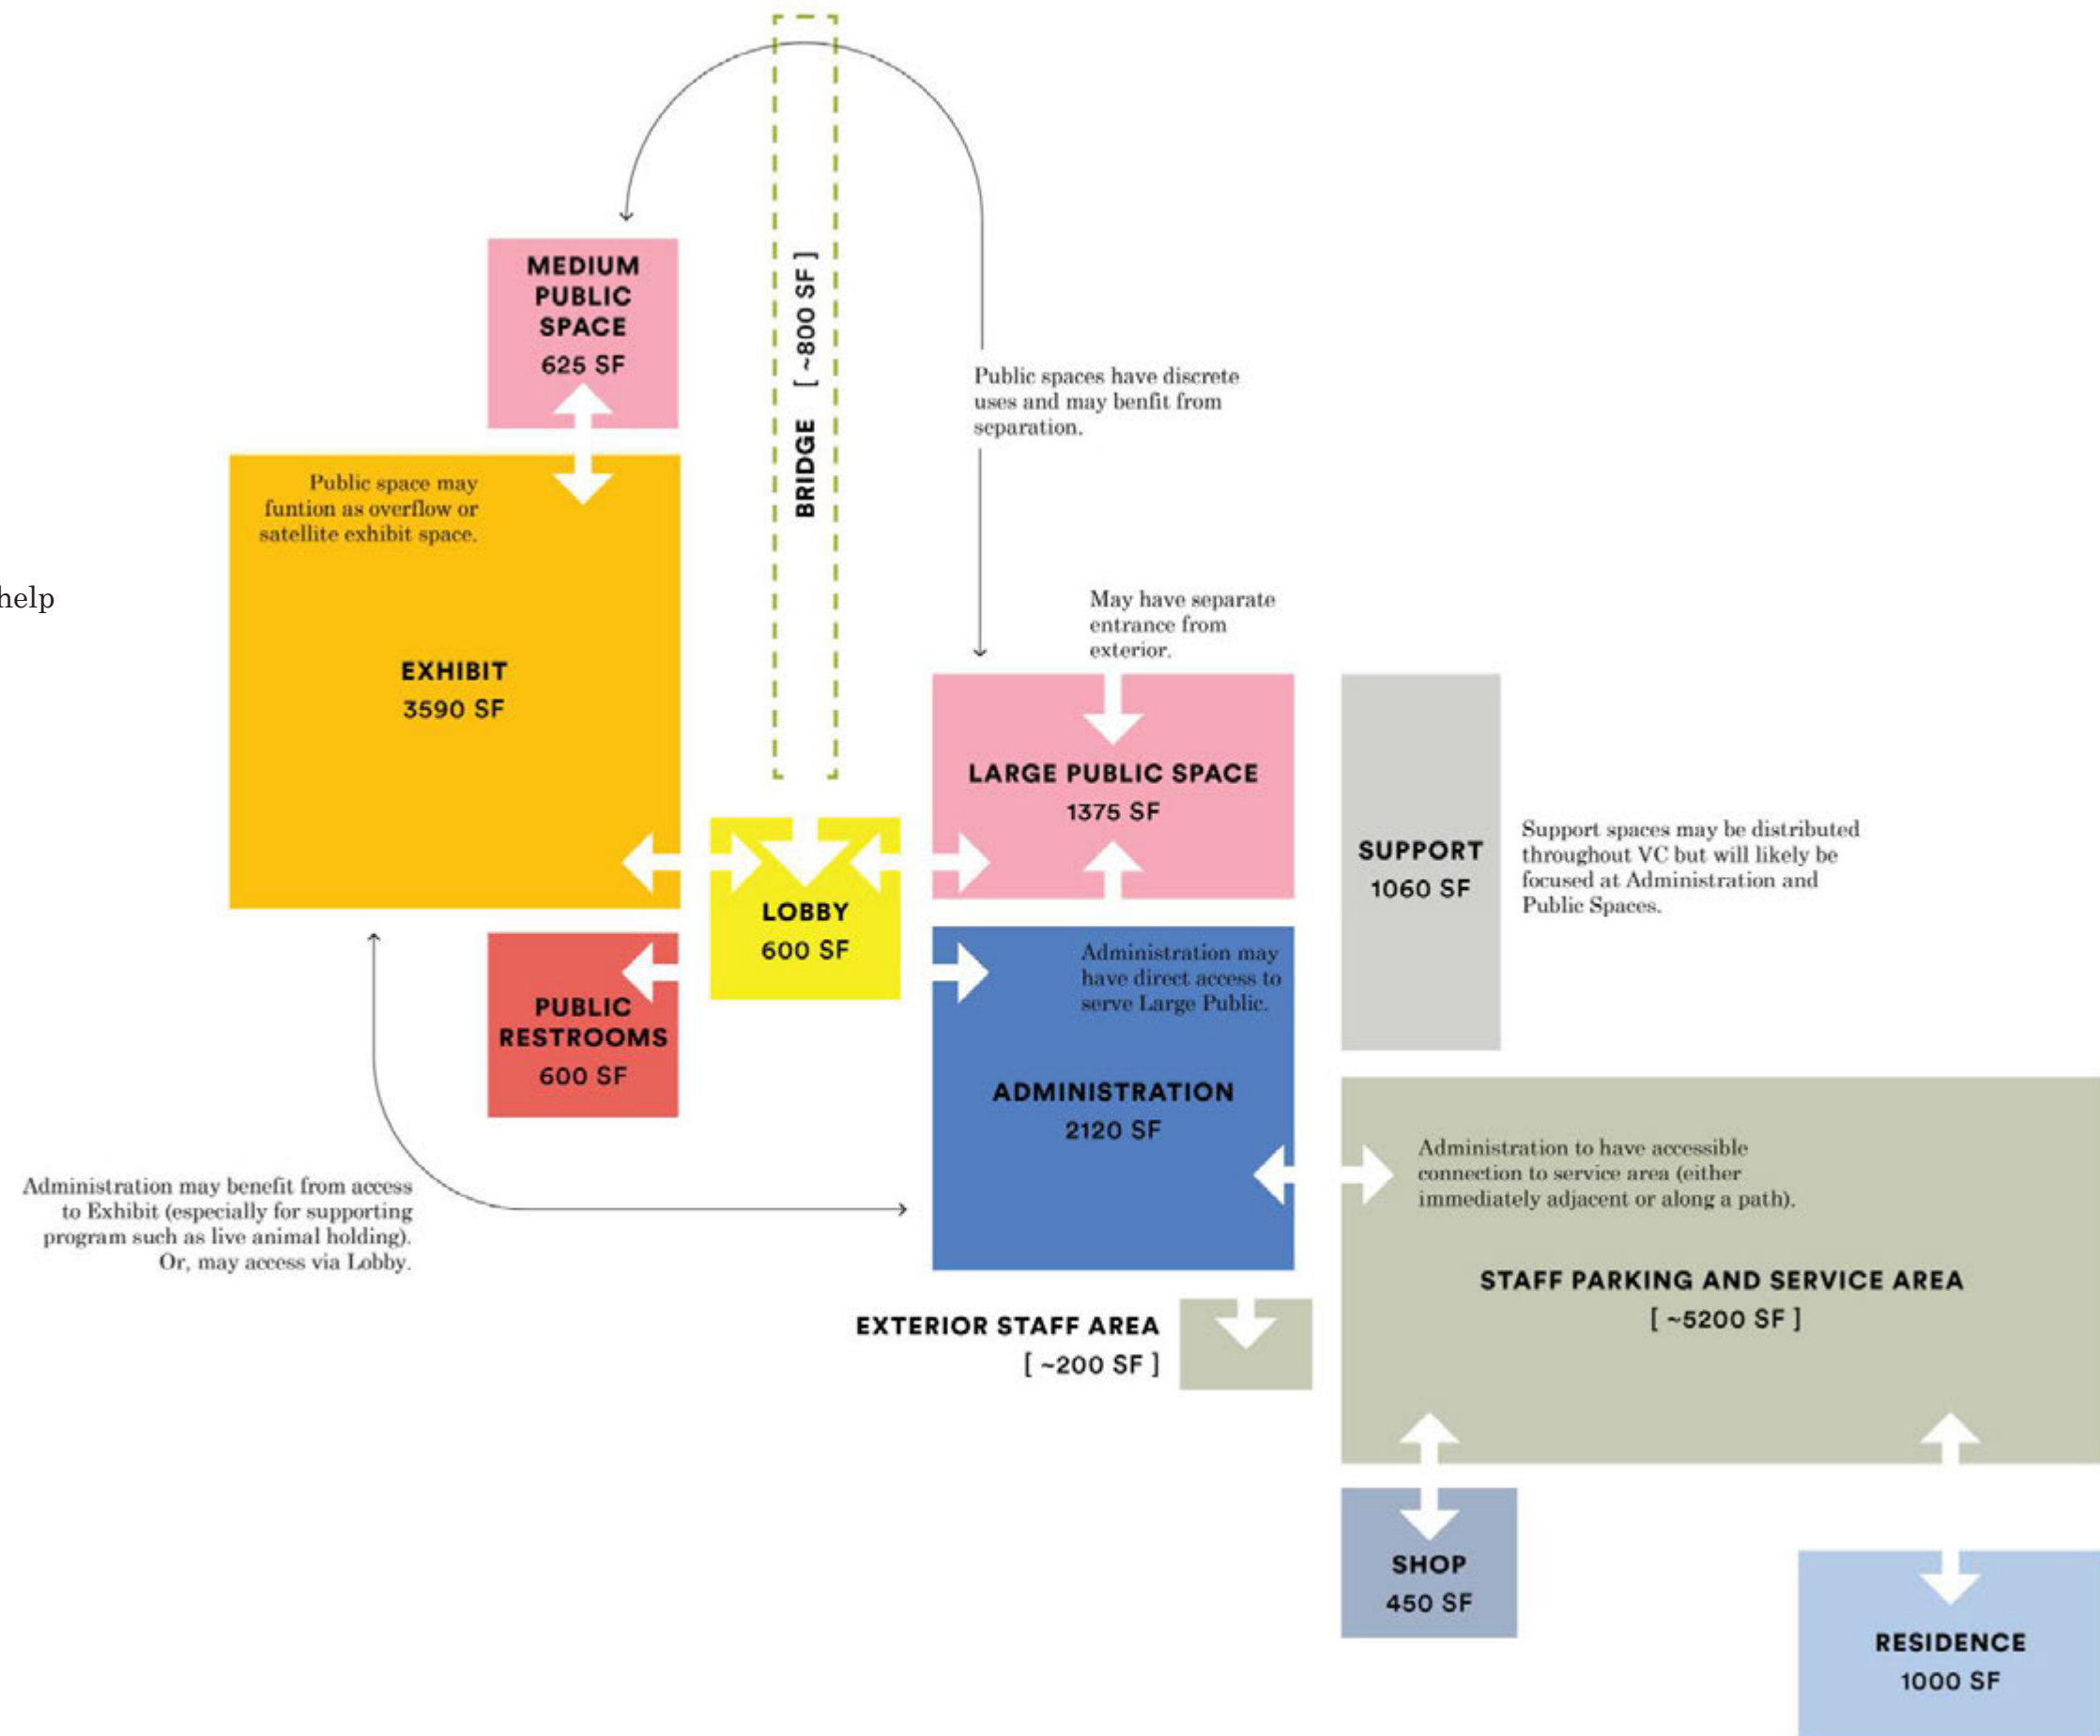 BRIDGE [ ~800 SF ]
MEDIUM
PUBLIC
SPACE
625 SF
Public spaces have discrete
uses and may benfit from
separation.
Public space may
funtion as overflow or
satellite exhibit space.
help
May have separate
entrance from
exterior.
EXHIBIT
3590 SF
LARGE PUBLIC SPACE
1375 SF
SUPPORT
1060 SF
Support spaces may be distributed
throughout VC but will likely be
focused at Administration and
Public Spaces.
LOBBY
600 SF
Administration may
have direct access to
serve Large Public.
PUBLIC
RESTROOMS
600 SF
ADMINISTRATION
2120 SF
Administration to have accessible
connection to service area (either
immediately adjacent or along a path).
Administration may benefit from access
to Exhibit (especially for supporting
program such as live animal holding).
Or, may access via Lobby.
STAFF PARKING AND SERVICE AREA
[ ~5200 SF ]
EXTERIOR STAFF AREA
[ ~200 SF ]
SHOP
450 SF
RESIDENCE
1000 SF